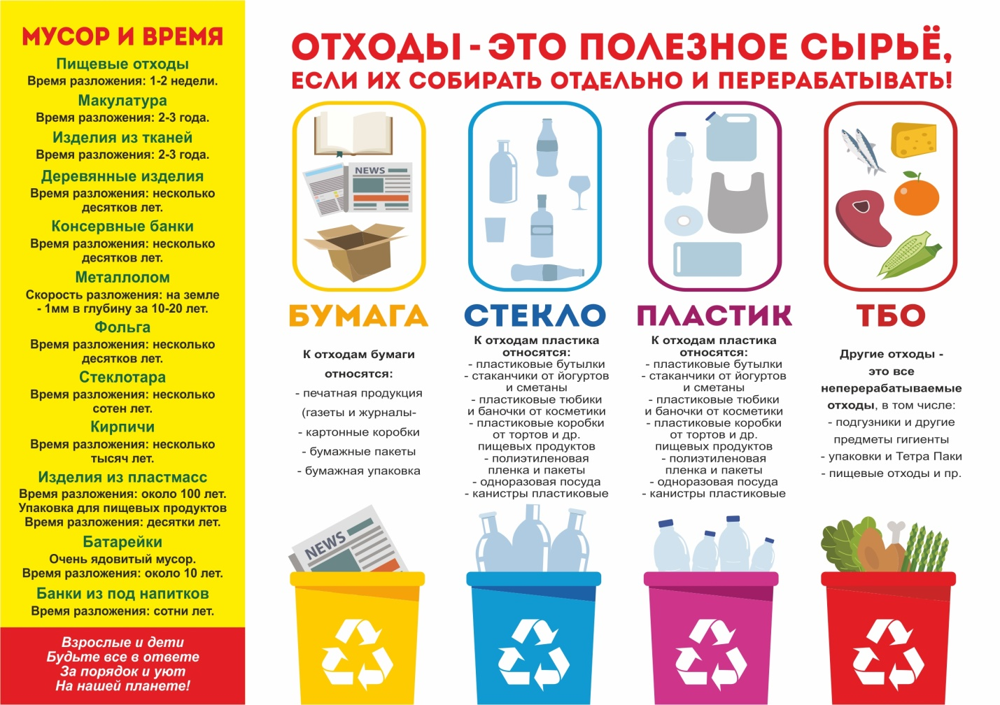 МУСОР И ВРЕМЯ
Пищевые отходы
Время разложения: 1-2 недели.
Макулатура
Время разложения: 2-3 года.
Изделия из тканей
Время разложения: 2-3 года.
Деревянные изделия
Время разложения: несколько
десятков лет.
Консервные банки
Время разложения: несколько
десятков лет.
Металлолом
Скорость разложения: на земле
- 1мм в глубину за 10-20 лет.
Фольга
Время разложения: несколько
десятков лет.
Стеклотара
Время разложения: несколько
сотен лет.
Кирпичи
Время разложения: несколько
тысяч лет.
Изделия из пластмасс
Время разложения: около 100 лет.
Упаковка для пищевых продуктов
Время разложения: десятки лет.
Батарейки
Очень ядовитый мусор.
Время разложения: около 10 лет.
Банки из под напитков
Время разложения: сотни лет.
Взрослые и дети
Будьте все в ответе
За порядок и уют
На нашей планете!
ОТХОДЫ - ЭТО ПОЛЕЗНОЕ СЫРЬЁ,
ЕСЛИ ИХ СОБИРАТЬ ОТДЕЛЬНО И ПЕРЕРАБАТЫВАТЬ!
NEWS
БУМАГА
К отходам бумаги
относятся:
- печатная продукция
(газеты и журналы-
- картонные коробки
- бумажные пакеты
- бумажная упаковка
NEWS
СТЕКЛО
К отходам пластика
относятся:
- пластиковые бутылки
- стаканчики от йогуртов
и сметаны
- пластиковые тюбики
и баночки от косметики
- пластиковые коробки
от тортов и др.
пищевых продуктов
- полиэтиленовая
пленка и пакеты
- одноразовая посуда
- канистры пластиковые
ПЛАСТИК
К отходам пластика
относятся:
- пластиковые бутылки
- стаканчики от йогуртов
и сметаны
- пластиковые тюбики
и баночки от косметики
- пластиковые коробки
от тортов и др.
пищевых продуктов
- полиэтиленовая
пленка и пакеты
- одноразовая посуда
- канистры пластиковые
ТБО
Другие отходы -
это все
неперерабатываемые
отходы, в том числе:
- подгузники и другие
предметы гигиенты
- упаковки и Тетра Паки
- пищевые отходы и пр.